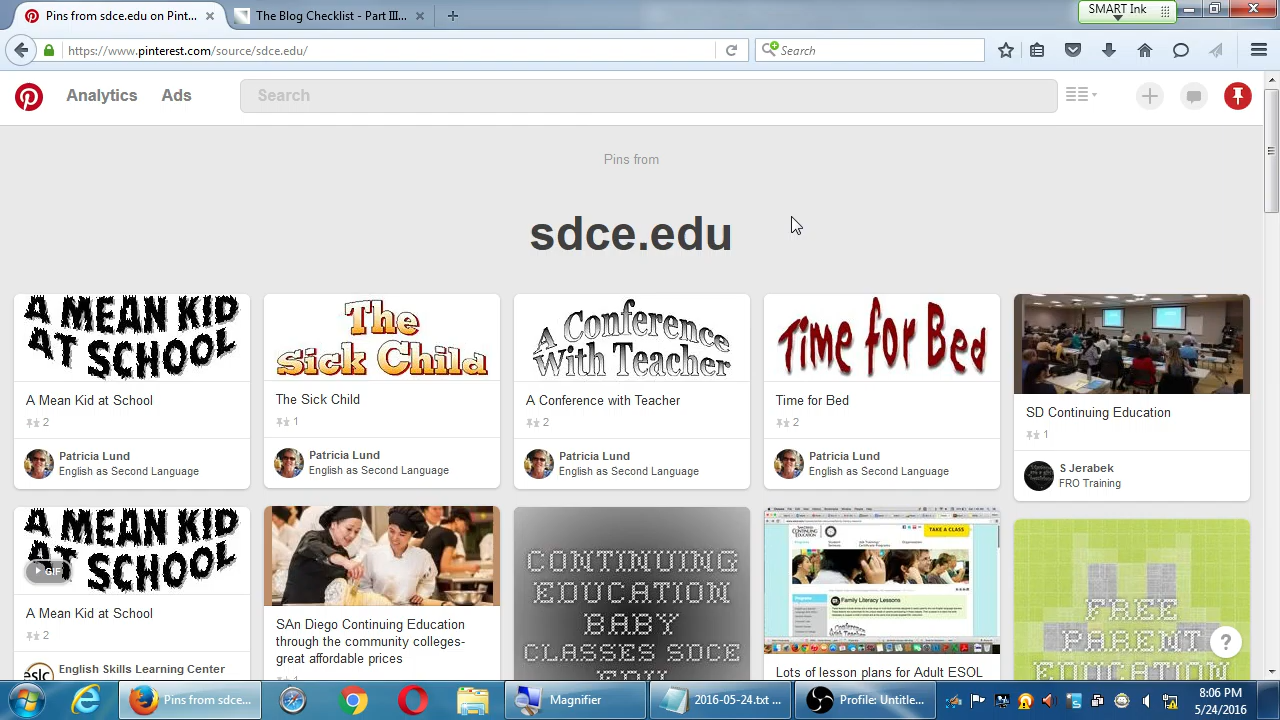 Pins from sdce.edu on Pint...
The Blog Checklist - Part III...
SMART Ink
https://www.pinterest.com/source/sdce.edu/
Search
Analytics
Ads
Search
Pins from
sdce.edu
A MEAN KID
AT SCHOOL
A Mean Kid at School
2
Patricia Lund
English as Second Language
The
Sick Child
The Sick Child
1
Patricia Lund
English as Second Language
A Conference
With Teacher
A Conference with Teacher
2
Patricia Lund
English as Second Language
Time for Bed
Time for Bed
2
Patricia Lund
English as Second Language
SD Continuing Education
1
S Jerabek
FRO Training
A MEAN KID
AT SCHOOL
GIF
A Mean Kid at School
2
eslc
English Skills Learning Center
SAn Diego Continuing Education
through the community colleges-
great affordable prices
1
CONTINUING
EDUCATION
BABY
CLASSES SDCE
EDU
TAKE A CLASS
Family Literacy Lessons
Lots of lesson plans for Adult ESOL
FREE
PARENT
EDUCATION
?
Pins from sdce...
Magnifier
2016-05-24.txt ...
Profile: Untitle...
8:06 PM
5/24/2016